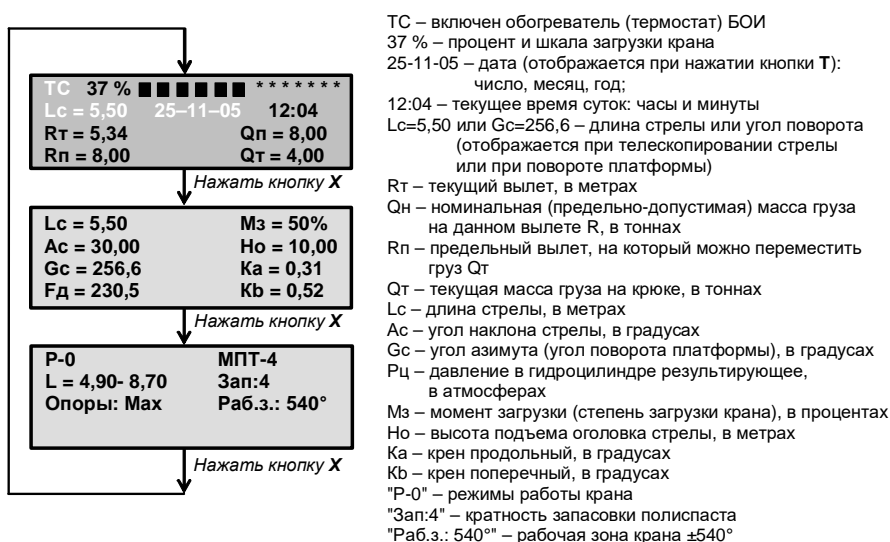 ТС 37 % ■ ■ ■ ■ ■ ■ * * * * * * *
Lc = 5,50 25–11–05 12:04
Rт = 5,34 Qп = 8,00
Rп = 8,00 Qт = 4,00
Нажать кнопку X
Lc = 5,50 Мз = 50%
Ac = 30,00 Но = 10,00
Gc = 256,6 Ка = 0,31
Fд = 230,5 Кb = 0,52
Нажать кнопку X
Р-0 МПТ-4
L = 4,90- 8,70 Зап:4
Опоры: Max Раб.з.: 540°
Нажать кнопку X
ТС – включен обогреватель (термостат) БОИ
37 % – процент и шкала загрузки крана
25-11-05 – дата (отображается при нажатии кнопки Т):
число, месяц, год;
12:04 – текущее время суток: часы и минуты
Lc=5,50 или Gc=256,6 – длина стрелы или угол поворота
(отображается при телескопировании стрелы
или при повороте платформы)
Rт – текущий вылет, в метрах
Qн – номинальная (предельно-допустимая) масса груза
на данном вылете R, в тоннах
Rп – предельный вылет, на который можно переместить
груз Qт
Qт – текущая масса груза на крюке, в тоннах
Lc – длина стрелы, в метрах
Ac – угол наклона стрелы, в градусах
Gc – угол азимута (угол поворота платформы), в градусах
Рц – давление в гидроцилиндре результирующее,
в атмосферах
Мз – момент загрузки (степень загрузки крана), в процентах
Но – высота подъема оголовка стрелы, в метрах
Ка – крен продольный, в градусах
Кb – крен поперечный, в градусах
"Р-0" – режимы работы крана
"Зап:4" – кратность запасовки полиспаста
"Раб.з.: 540°" – рабочая зона крана ±540°